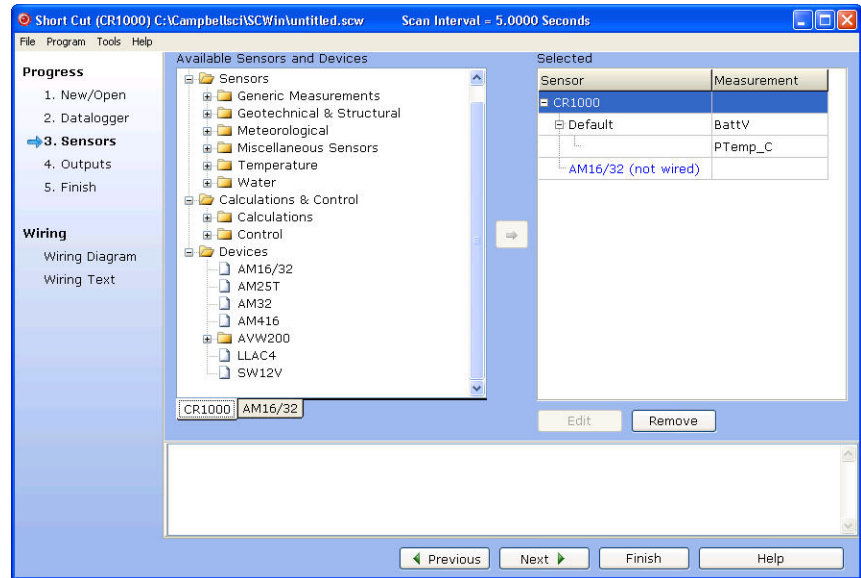 Short Cut (CR1000) C:\Campbellsci\SCWin\untitled.scw Scan Interval = 5.0000 Seconds
File Program Tools Help
Progress
1. New/Open
2. Datalogger
3. Sensors
4. Outputs
5. Finish
Wiring
Wiring Diagram
Wiring Text
Available Sensors and Devices
Sensors
Generic Measurements
Geotechnical & Structural
Meteorological
Miscellaneous Sensors
Temperature
Water
Calculations & Control
Calculations
Control
Devices
AM16/32
AM25T
AM32
AM416
AVW200
LLAC4
SW12V
CR1000 AM16/32
Selected
Sensor Measurement
CR1000
Default BattV
PTemp_C
AM16/32 (not wired)
Edit Remove
Previous Next Finish Help